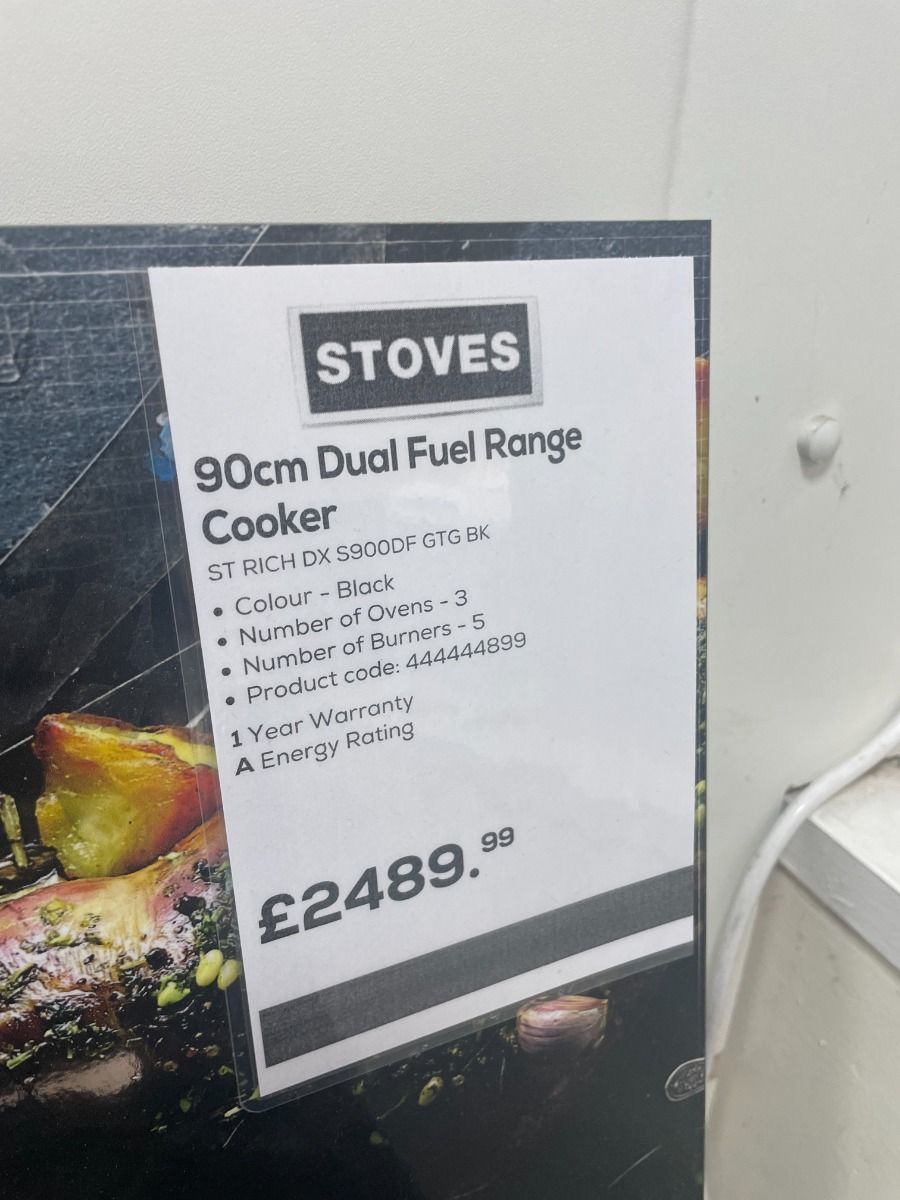 STOVES
90cm Dual Fuel Range
Cooker
ST RICH DX S900DF GTG BK
• Colour - Black
• Number of Ovens - 3
• Number of Burners - 5
• Product code: 444444899
1 Year Warranty
A Energy Rating
£2489.99